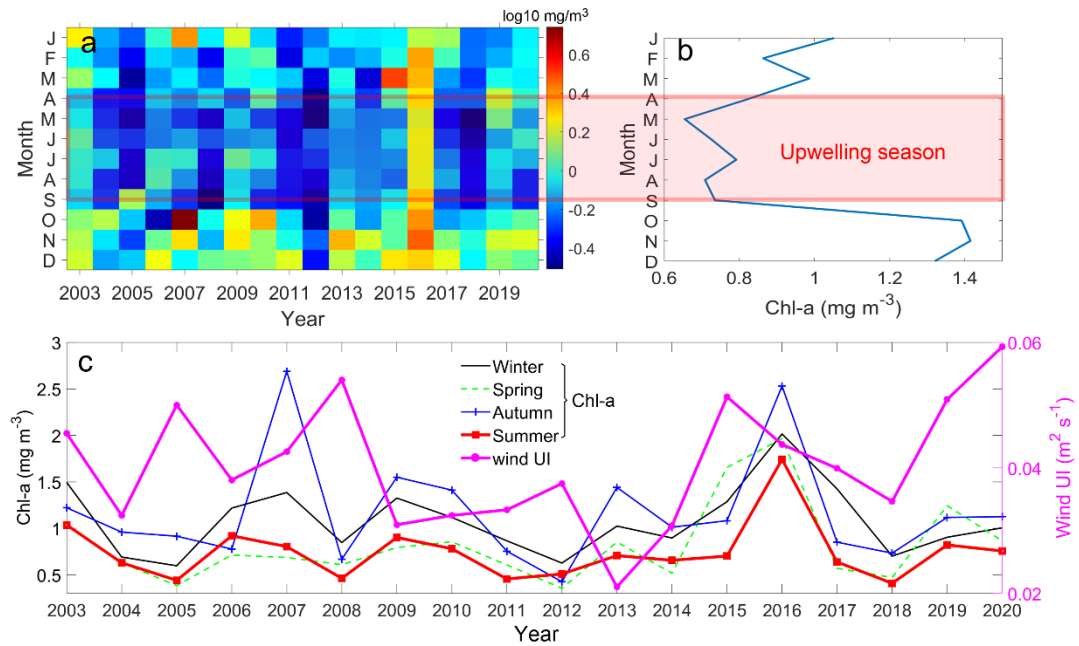 log10 mg/m³
a
J
F
M
A
M
J
J
A
S
O
N
D
Month
2003 2005 2007 2009 2011 2013 2015 2017 2019
Year
0.6
0.4
0.2
0
-0.2
-0.4
b
J
F
M
A
M
J
J
A
S
O
N
D
Month
Upwelling season
0.6 0.8 1 1.2 1.4
Chl-a (mg m⁻³)
c
3
2.5
2
1.5
1
0.5
Chl-a (mg m⁻³)
Winter
Spring
Autumn
Summer
wind UI
Chl-a
0.06
0.04
0.02
Wind UI (m² s⁻¹)
2003 2004 2005 2006 2007 2008 2009 2010 2011 2012 2013 2014 2015 2016 2017 2018 2019 2020
Year